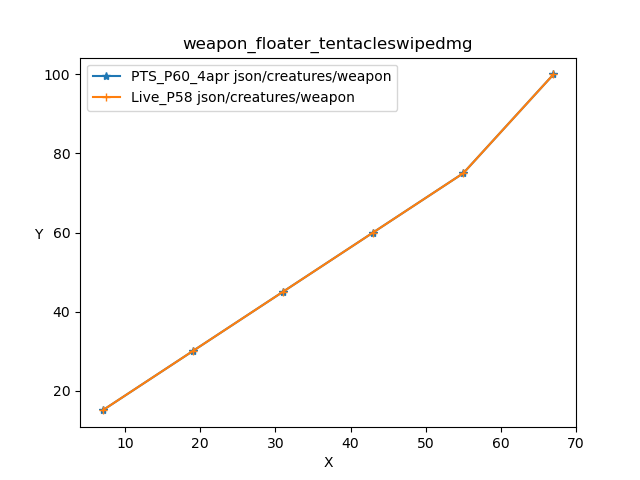 weapon_floater_tentacleswipedmg
PTS_P60_4apr json/creatures/weapon
Live_P58 json/creatures/weapon
100
80
60
40
20
Y
10 20 30 40 50 60 70
X